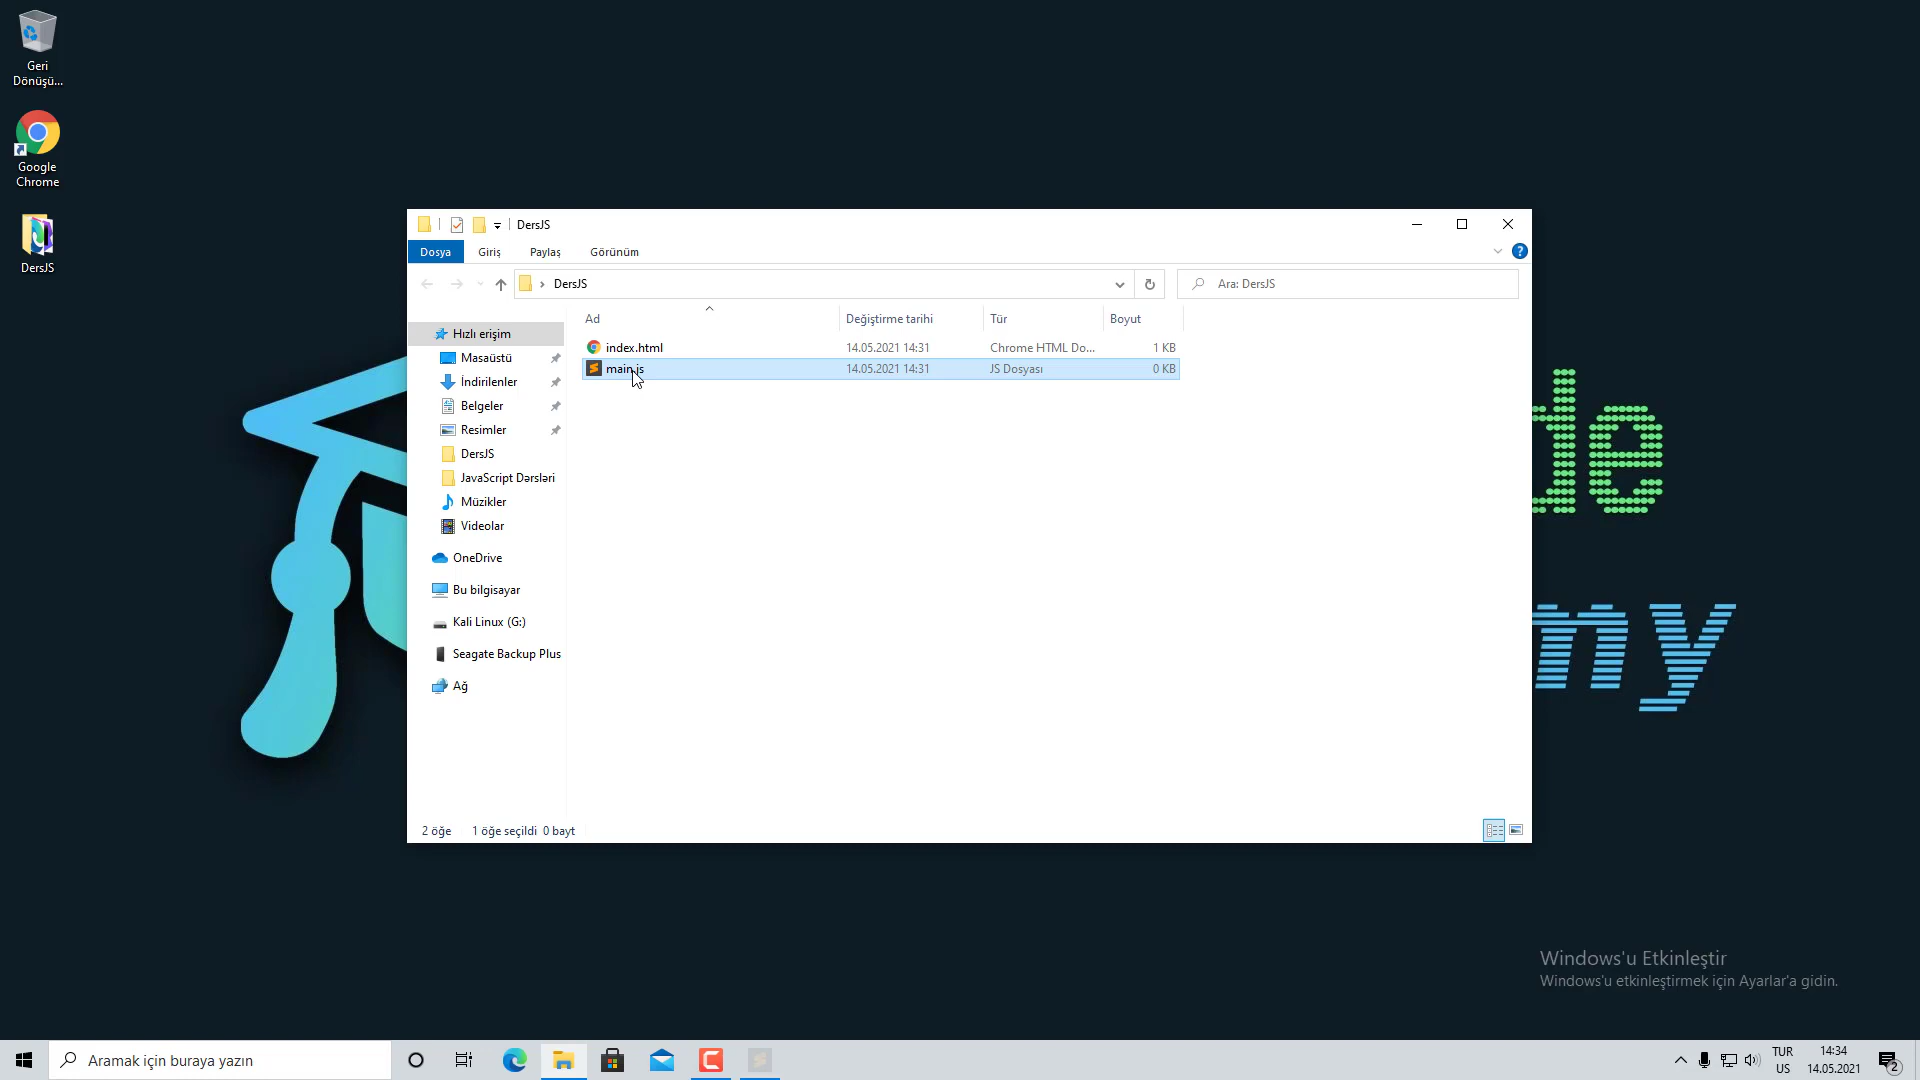 Geri
Dönüşü...
Google
Chrome
DersJS
DersJS
Dosya
Giriş
Paylaş
Görünüm
DersJS
Ara: DersJS
Ad
Değiştirme tarihi
Tür
Boyut
index.html
14.05.2021 14:31
Chrome HTML Do...
1 KB
main.js
14.05.2021 14:31
JS Dosyası
0 KB
Hızlı erişim
Masaüstü
İndirilenler
Belgeler
Resimler
DersJS
JavaScript Dərsləri
Müzikler
Videolar
OneDrive
Bu bilgisayar
Kali Linux (G:)
Seagate Backup Plus
Ağ
2 öğe
1 öğe seçildi 0 bayt
de
my
Windows'u Etkinleştir
Windows'u etkinleştirmek için Ayarlar'a gidin.
Aramak için buraya yazın
TUR
US
14:34
14.05.2021
2